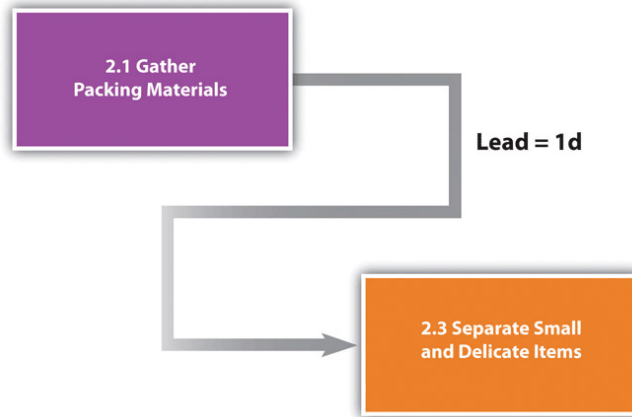 2.1 Gather
Packing Materials
Lead = 1d
2.3 Separate Small
and Delicate Items